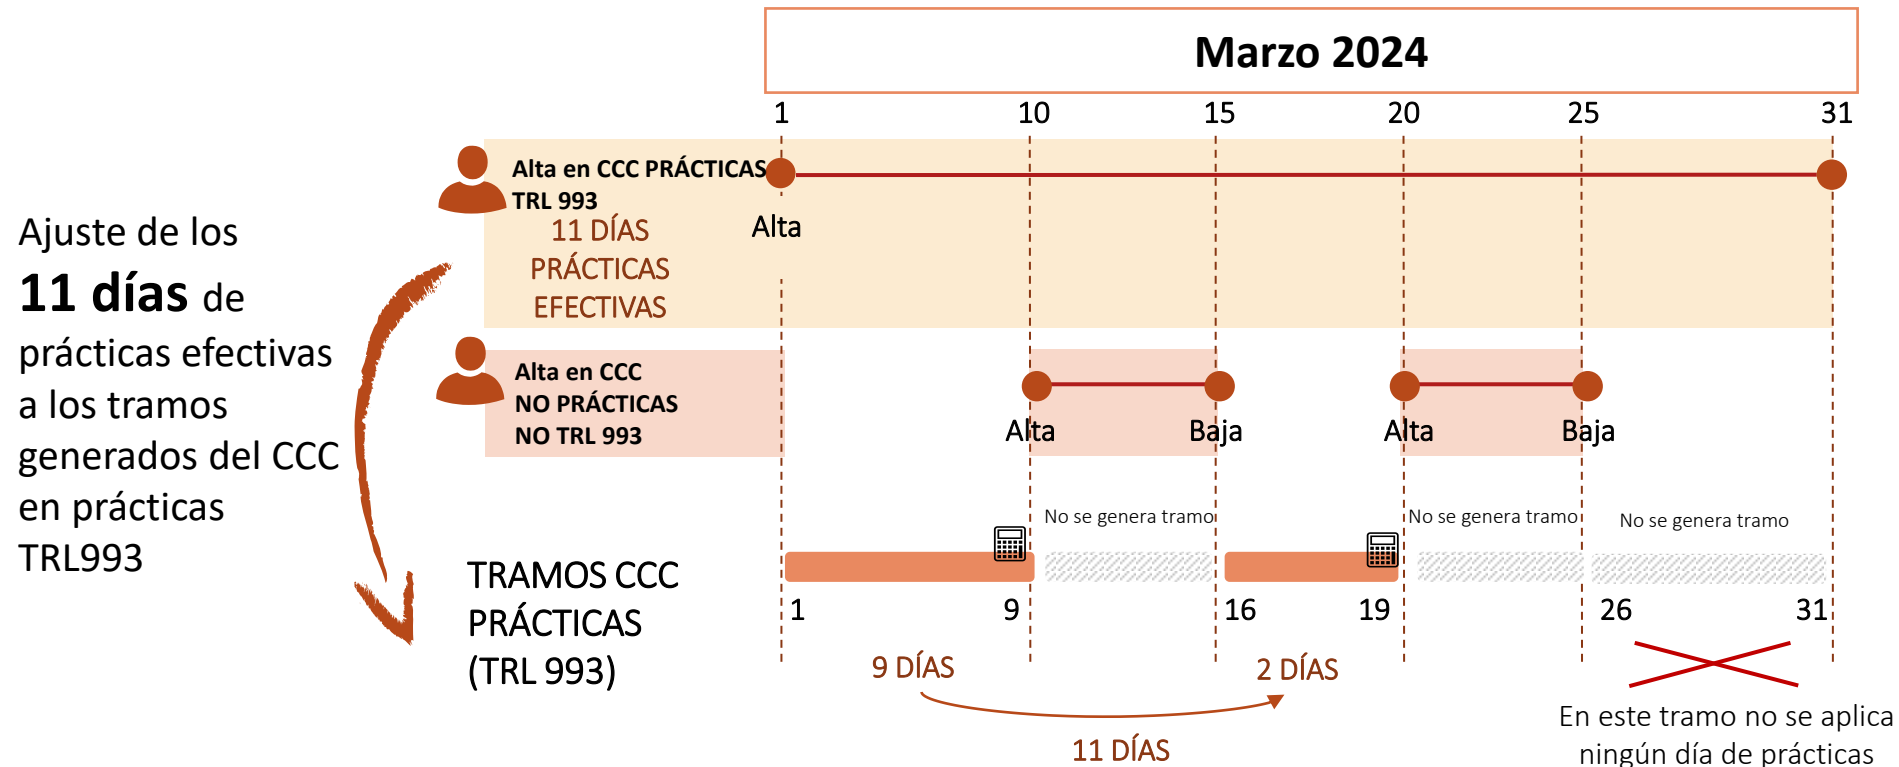 Marzo 2024
1 10 15 20 25 31
Alta en CCC PRÁCTICAS
TRL 993
11 DÍAS
PRÁCTICAS
EFECTIVAS
Alta
Ajuste de los
11 días de
prácticas efectivas
a los tramos
generados del CCC
en prácticas
TRL993
Alta en CCC
NO PRÁCTICAS
NO TRL 993
Alta Baja Alta Baja
No se genera tramo No se genera tramo No se genera tramo
TRAMOS CCC
PRÁCTICAS
(TRL 993)
1 9 16 19 26 31
9 DÍAS 2 DÍAS
11 DÍAS
En este tramo no se aplica
ningún día de prácticas